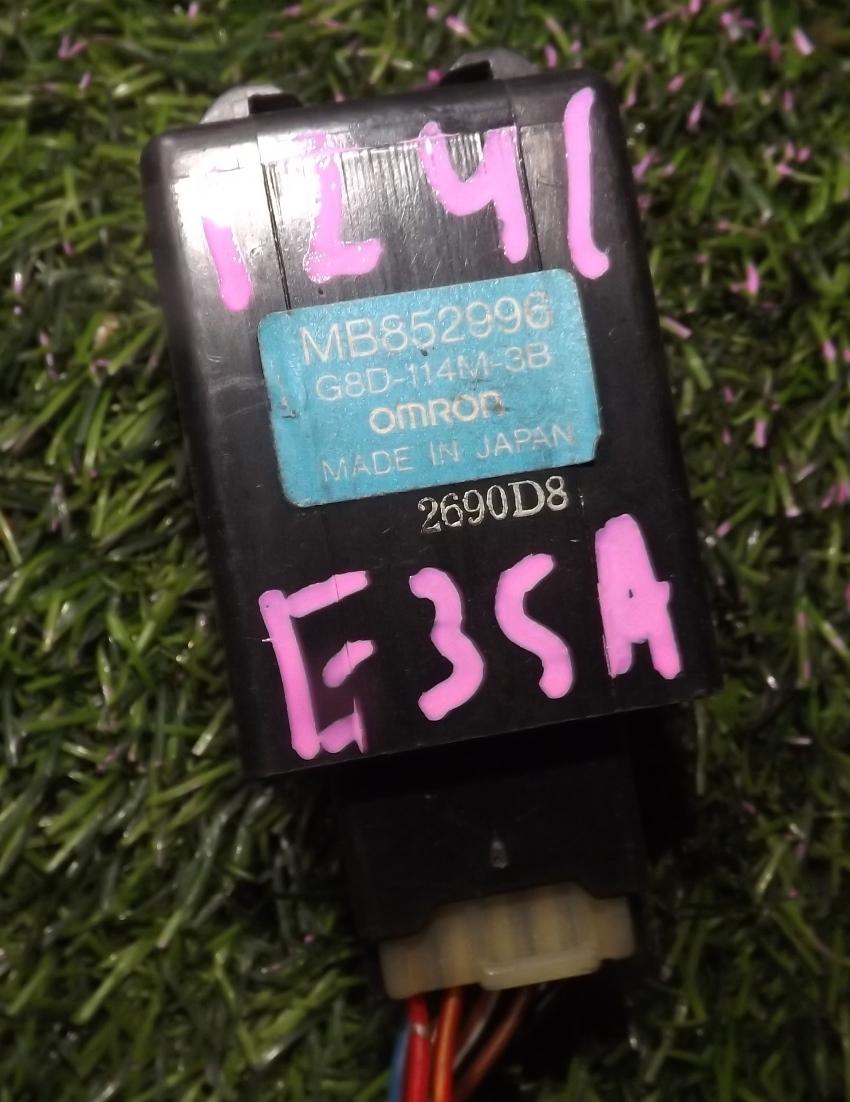 1241
MB852996
G8D-114M-3B
omron
MADE IN JAPAN
2690D8
E35A